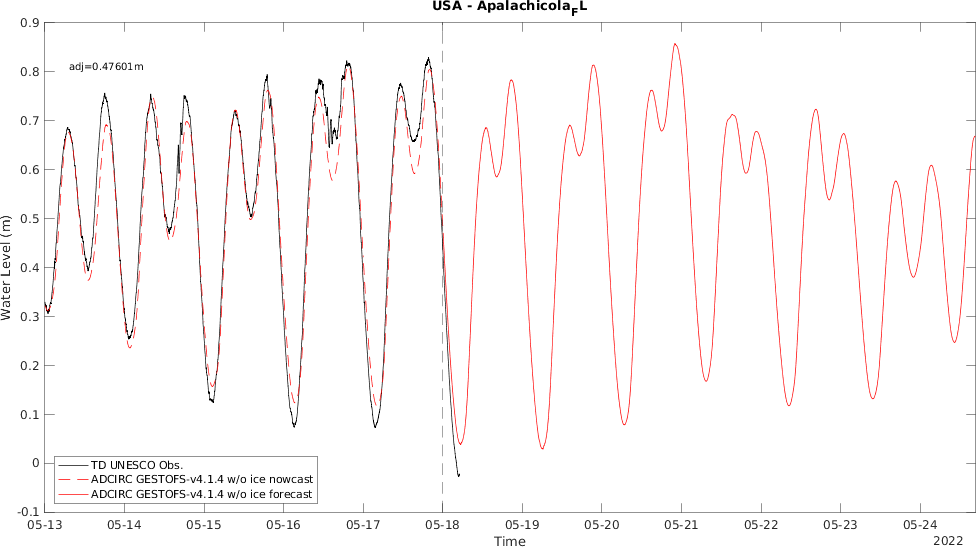 USA - Apalachicola_FL
0.9
adj=0.47601m
0.8
0.7
0.6
0.5
0.4
0.3
0.2
0.1
0
-0.1
Water Level (m)
TD UNESCO Obs.
ADCIRC GESTOFS-v4.1.4 w/o ice nowcast
ADCIRC GESTOFS-v4.1.4 w/o ice forecast
05-13 05-14 05-15 05-16 05-17 05-18 05-19 05-20 05-21 05-22 05-23 05-24
Time
2022